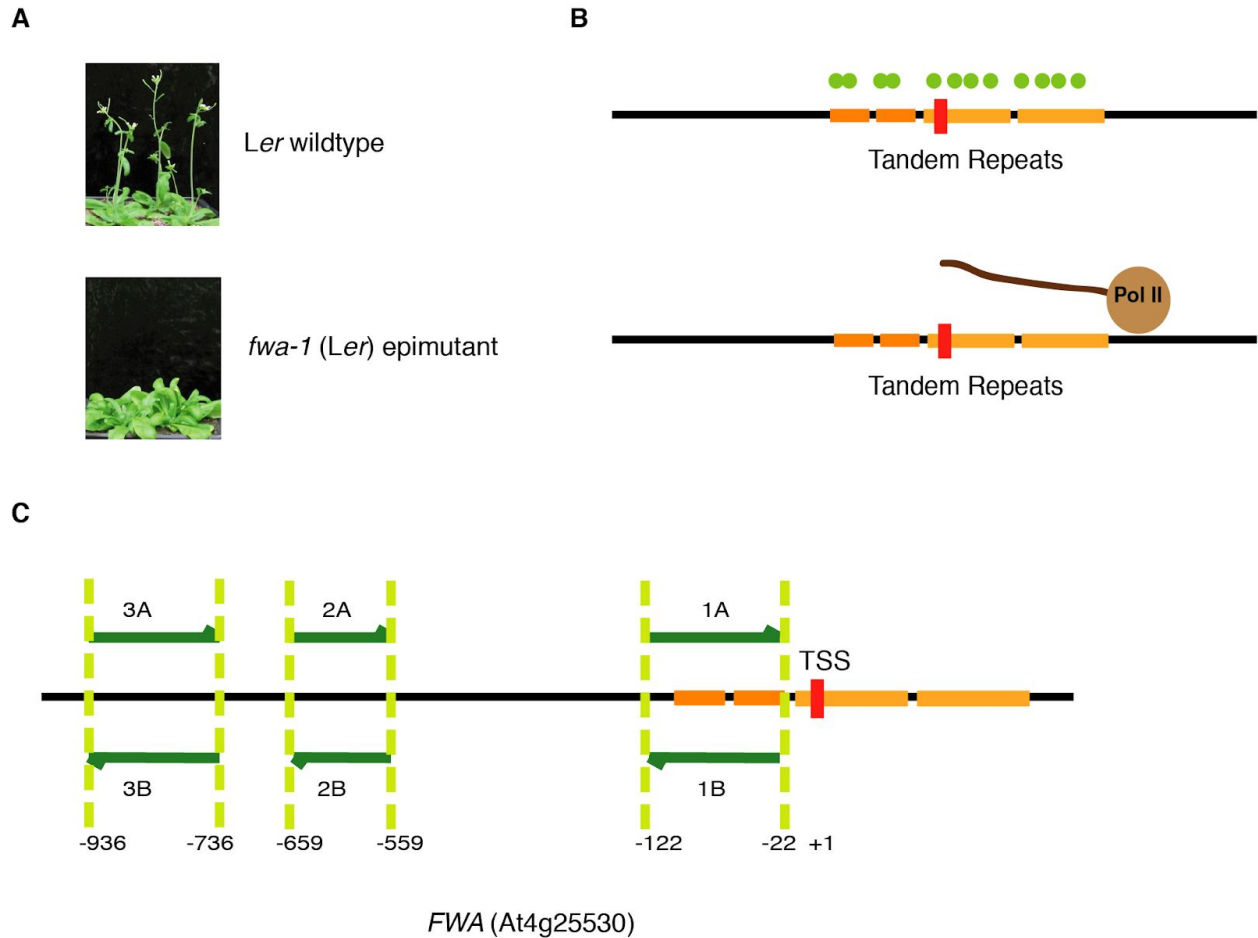 A
Ler wildtype
fwa-1 (Ler) epimutant
B
Tandem Repeats
Pol II
Tandem Repeats
C
3A 2A 1A
TSS
3B 2B 1B
-936 -736 -659 -559 -122 -22 +1
FWA (At4g25530)